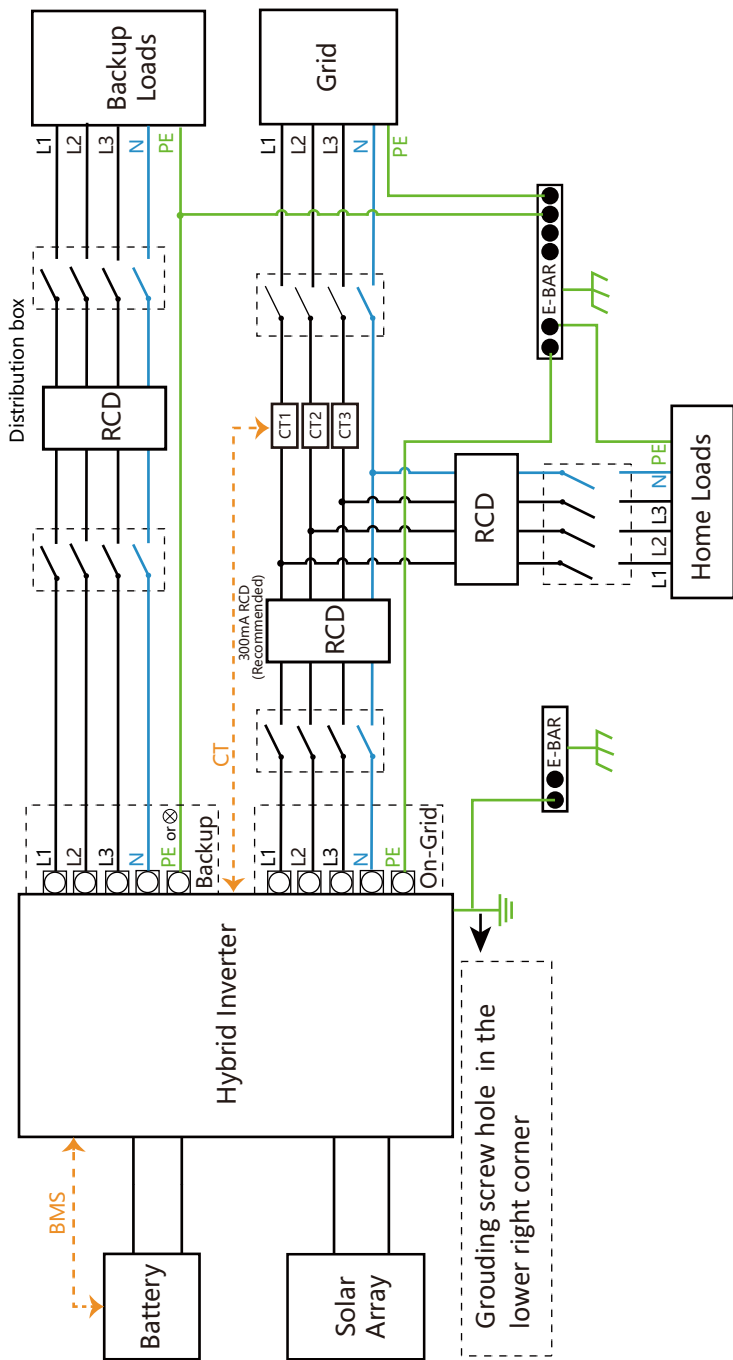 Backup
Loads
L1
L2
L3
N
PE
Grid
L1
L2
L3
N
PE
Distribution box
RCD
E-BAR
CT1
CT2
CT3
RCD
L1
L2
L3
N
PE
Home Loads
300mA RCD
(Recommended)
RCD
CT
E-BAR
L1
L2
L3
N
PE or
Backup
L1
L2
L3
N
PE
On-Grid
Hybrid Inverter
Grouding screw hole in the
lower right corner
BMS
Battery
Solar
Array